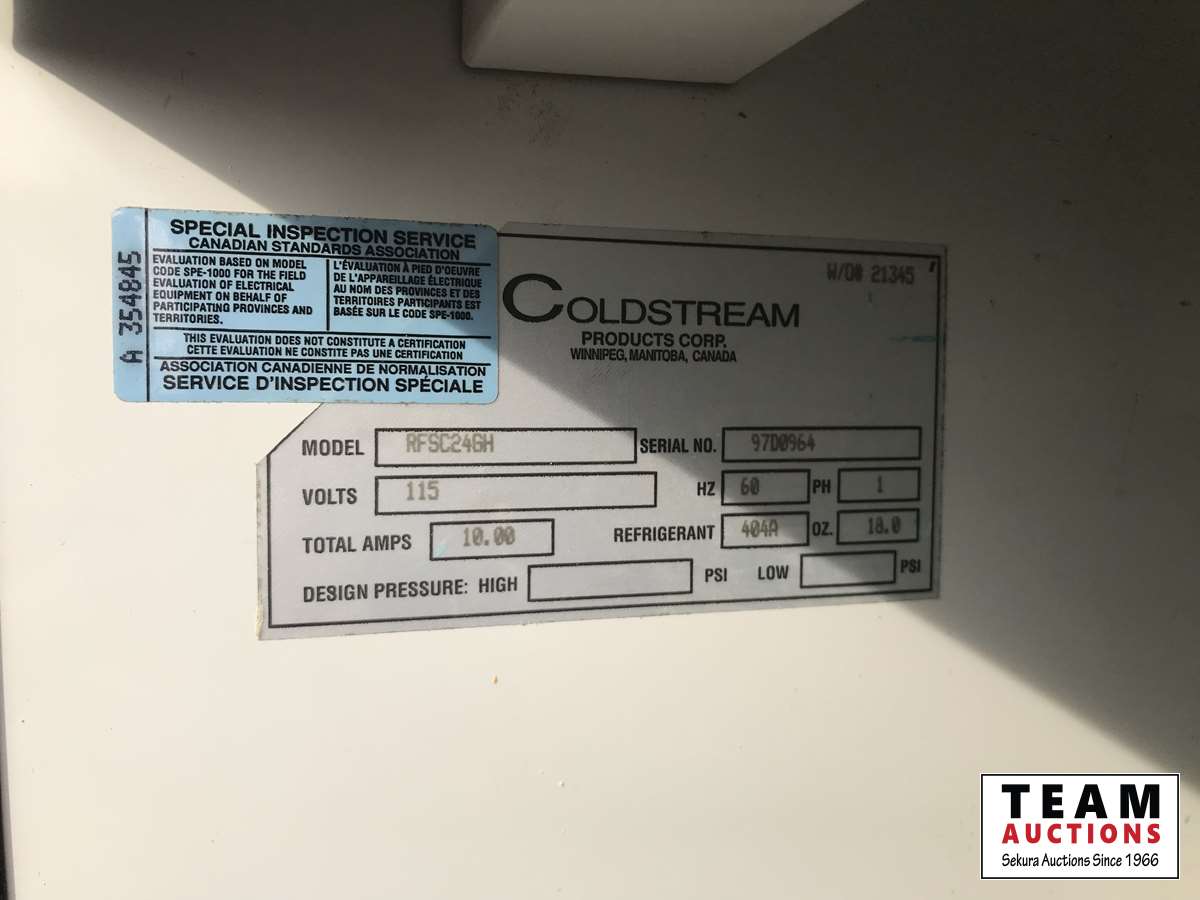 A 354845
SPECIAL INSPECTION SERVICE
CANADIAN STANDARDS ASSOCIATION
EVALUATION BASED ON MODEL
CODE SPE-1000 FOR THE FIELD
EVALUATION OF ELECTRICAL
EQUIPMENT ON BEHALF OF
PARTICIPATING PROVINCES AND
TERRITORIES.
L'ÉVALUATION À PIED D'OEUVRE
DE L'APPAREILLAGE ÉLECTRIQUE
AU NOM DES PROVINCES ET DES
TERRITOIRES PARTICIPANTS EST
BASÉE SUR LE CODE SPE-1000.
THIS EVALUATION DOES NOT CONSTITUTE A CERTIFICATION
CETTE EVALUATION NE CONSTITE PAS UNE CERTIFICATION
ASSOCIATION CANADIENNE DE NORMALISATION
SERVICE D'INSPECTION SPÉCIALE
W/O# 21345
COLDSTREAM
PRODUCTS CORP.
WINNIPEG, MANITOBA, CANADA
MODEL RFSC24GH SERIAL NO. 97D0964
VOLTS 115 HZ 60 PH 1
TOTAL AMPS 10.00 REFRIGERANT 404A OZ. 18.0
DESIGN PRESSURE: HIGH PSI LOW PSI
TEAM
AUCTIONS
Sekura Auctions Since 1966